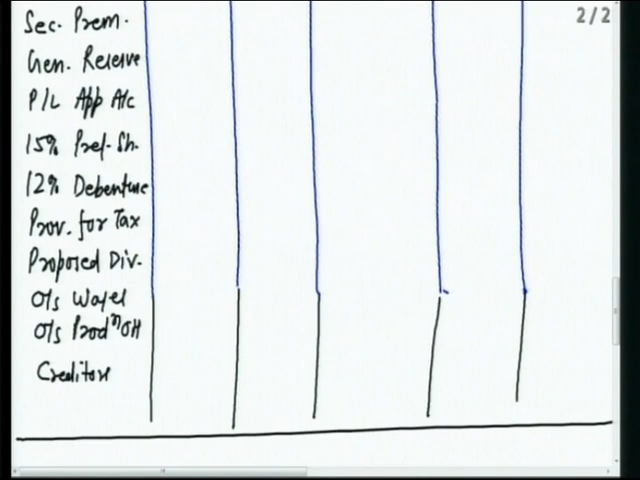 2/2
Sec. Prem.
Gen. Reserve
P/L App A/c
15% Pref. Sh.
12% Debenture
Prov. for Tax
Proposed Div.
O/s Wages
O/s Prodⁿ OH
Creditors